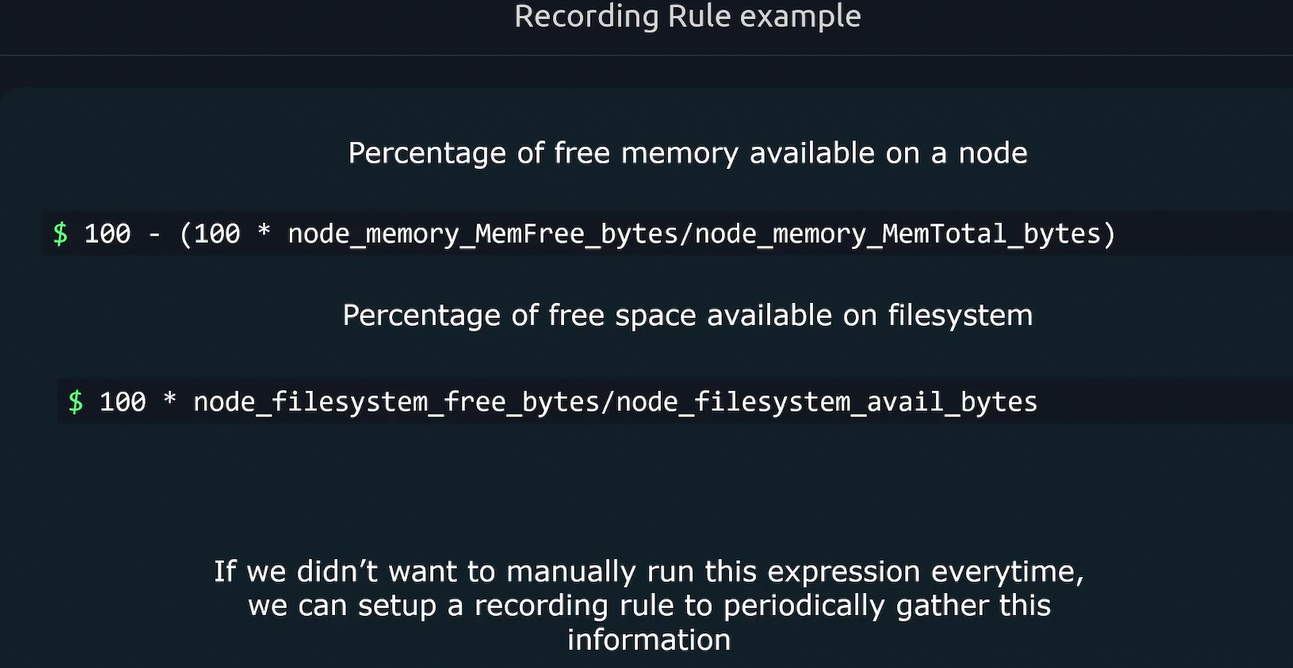 Recording Rule example
Percentage of free memory available on a node
$ 100 - (100 * node_memory_MemFree_bytes/node_memory_MemTotal_bytes)
Percentage of free space available on filesystem
$ 100 * node_filesystem_free_bytes/node_filesystem_avail_bytes
If we didn’t want to manually run this expression everytime,
we can setup a recording rule to periodically gather this
information